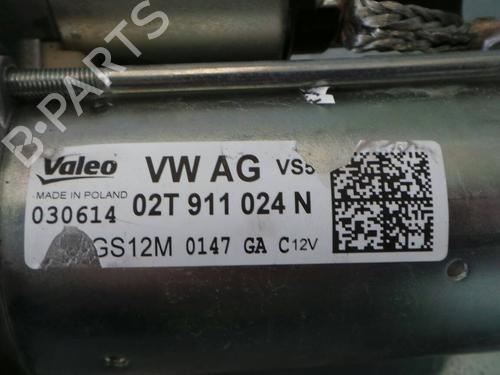 B-PARTS
Valeo VW AG VS5
MADE IN POLAND
030614 02T 911 024 N
GS12M 0147 GA C12V